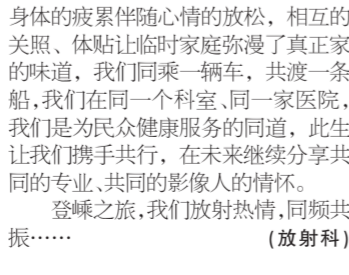 身体的疲累伴随心情的放松，相互的
关照、体贴让临时家庭弥漫了真正家
的味道，我们同乘一辆车，共渡一条
船，我们在同一个科室、同一家医院，
我们是为民众健康服务的同道，此生
让我们携手共行，在未来继续分享共
同的专业、共同的影像人的情怀。
登嵊之旅，我们放射热情，同频共
振……（放射科）